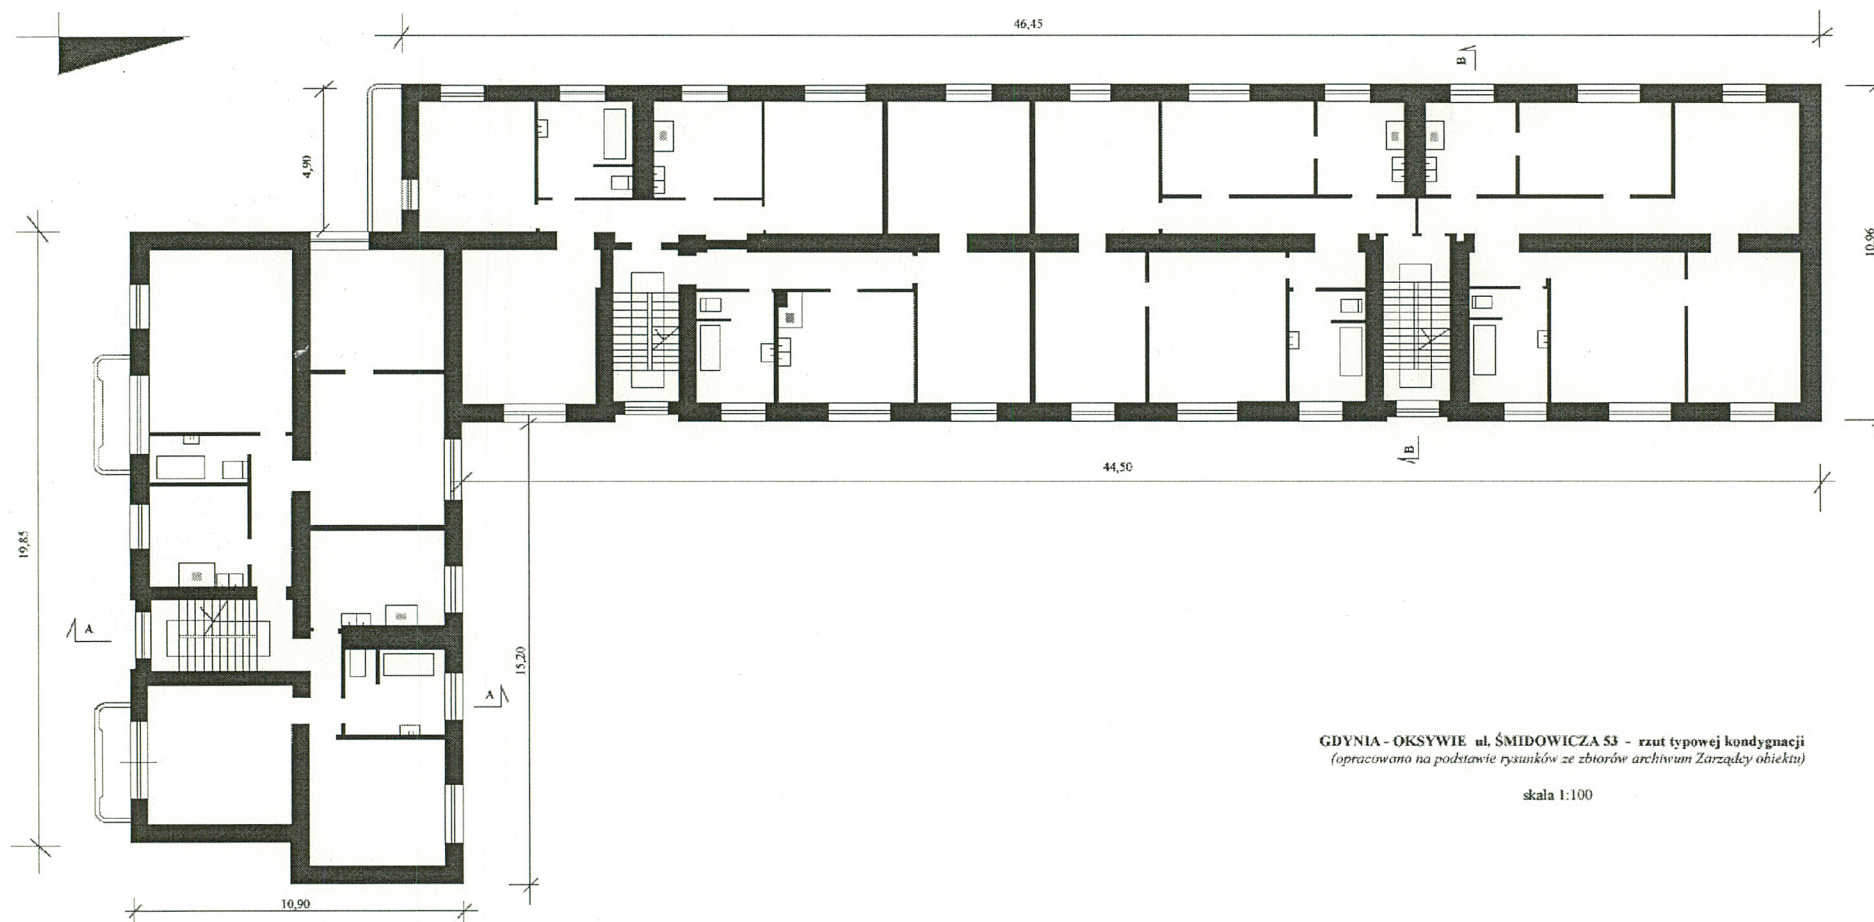 46,45
B
4,90
10,96
B
44,50
19,85
A
15,20
A
GDYNIA - OKSYWIE ul, ŚMIDOWICZA 53 - rzut typowej kondygnacji
(opracowano na podstawie rysunków ze zbiorów archiwum Zarządcy obiektu)
skala 1:100
10,90